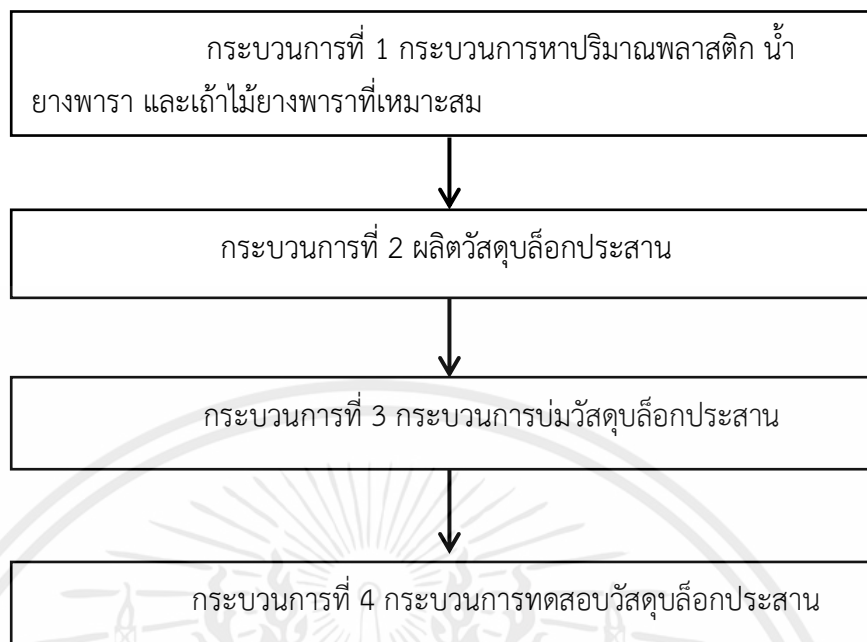 กระบวนการที่ 1 กระบวนการหาปริมาณพลาสติก น้ำ
ยางพารา และเถ้าไม้ยางพาราที่เหมาะสม
กระบวนการที่ 2 ผลิตวัสดุบล็อกประสาน
กระบวนการที่ 3 กระบวนการบ่มวัสดุบล็อกประสาน
กระบวนการที่ 4 กระบวนการทดสอบวัสดุบล็อกประสาน